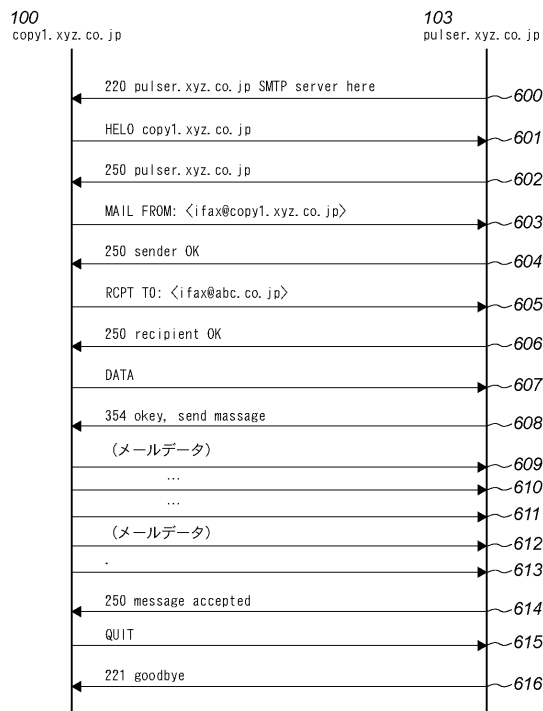 100
103
copy1.xyz.co.jp
pulser.xyz.co.jp
220 pulser.xyz.co.jp SMTP server here
600
HELO copy1.xyz.co.jp
601
250 pulser.xyz.co.jp
602
MAIL FROM: <ifax@copy1.xyz.co.jp>
603
250 sender OK
604
RCPT TO: <ifax@abc.co.jp>
605
250 recipient OK
606
DATA
607
354 okey, send massage
608
(メールデータ)
609
...
610
...
611
(メールデータ)
612
.
613
250 message accepted
614
QUIT
615
221 goodbye
616